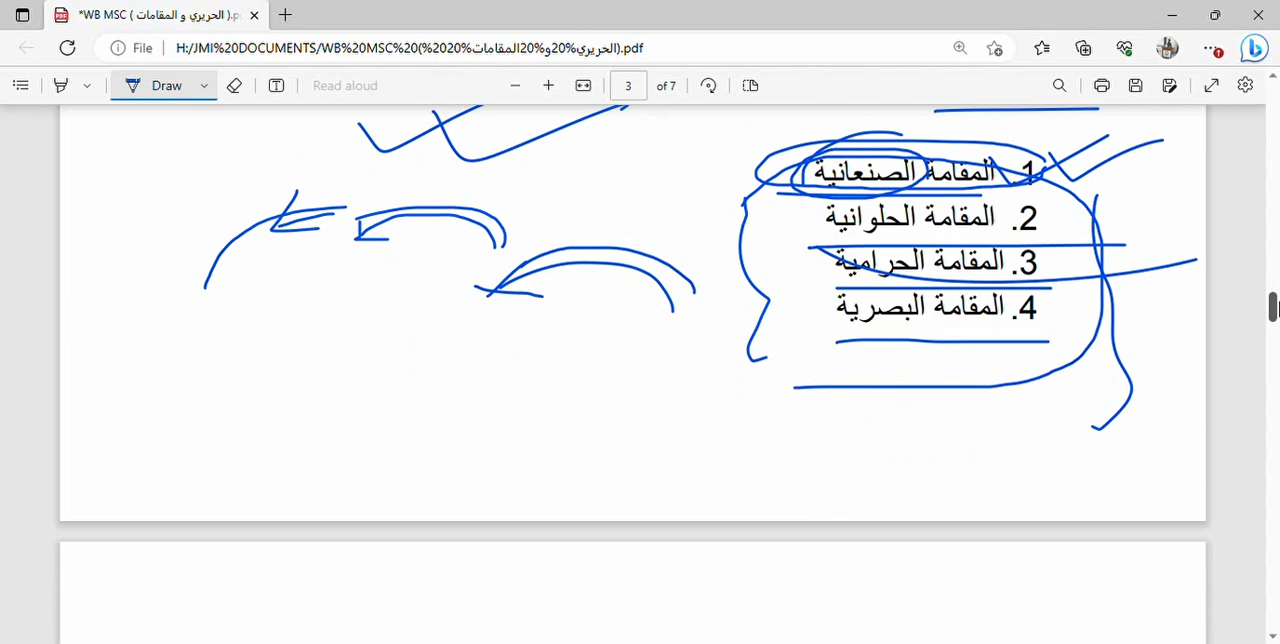 *WB MSC ( الحريري و المقامات ).p
File H:/JMI%20DOCUMENTS/WB%20MSC%20(%2020%الحريري%20و%20المقامات).pdf
Draw Read aloud 3 of 7
1. المقامة الصنعانية
2. المقامة الحلوانية
3. المقامة الحرامية
4. المقامة البصرية